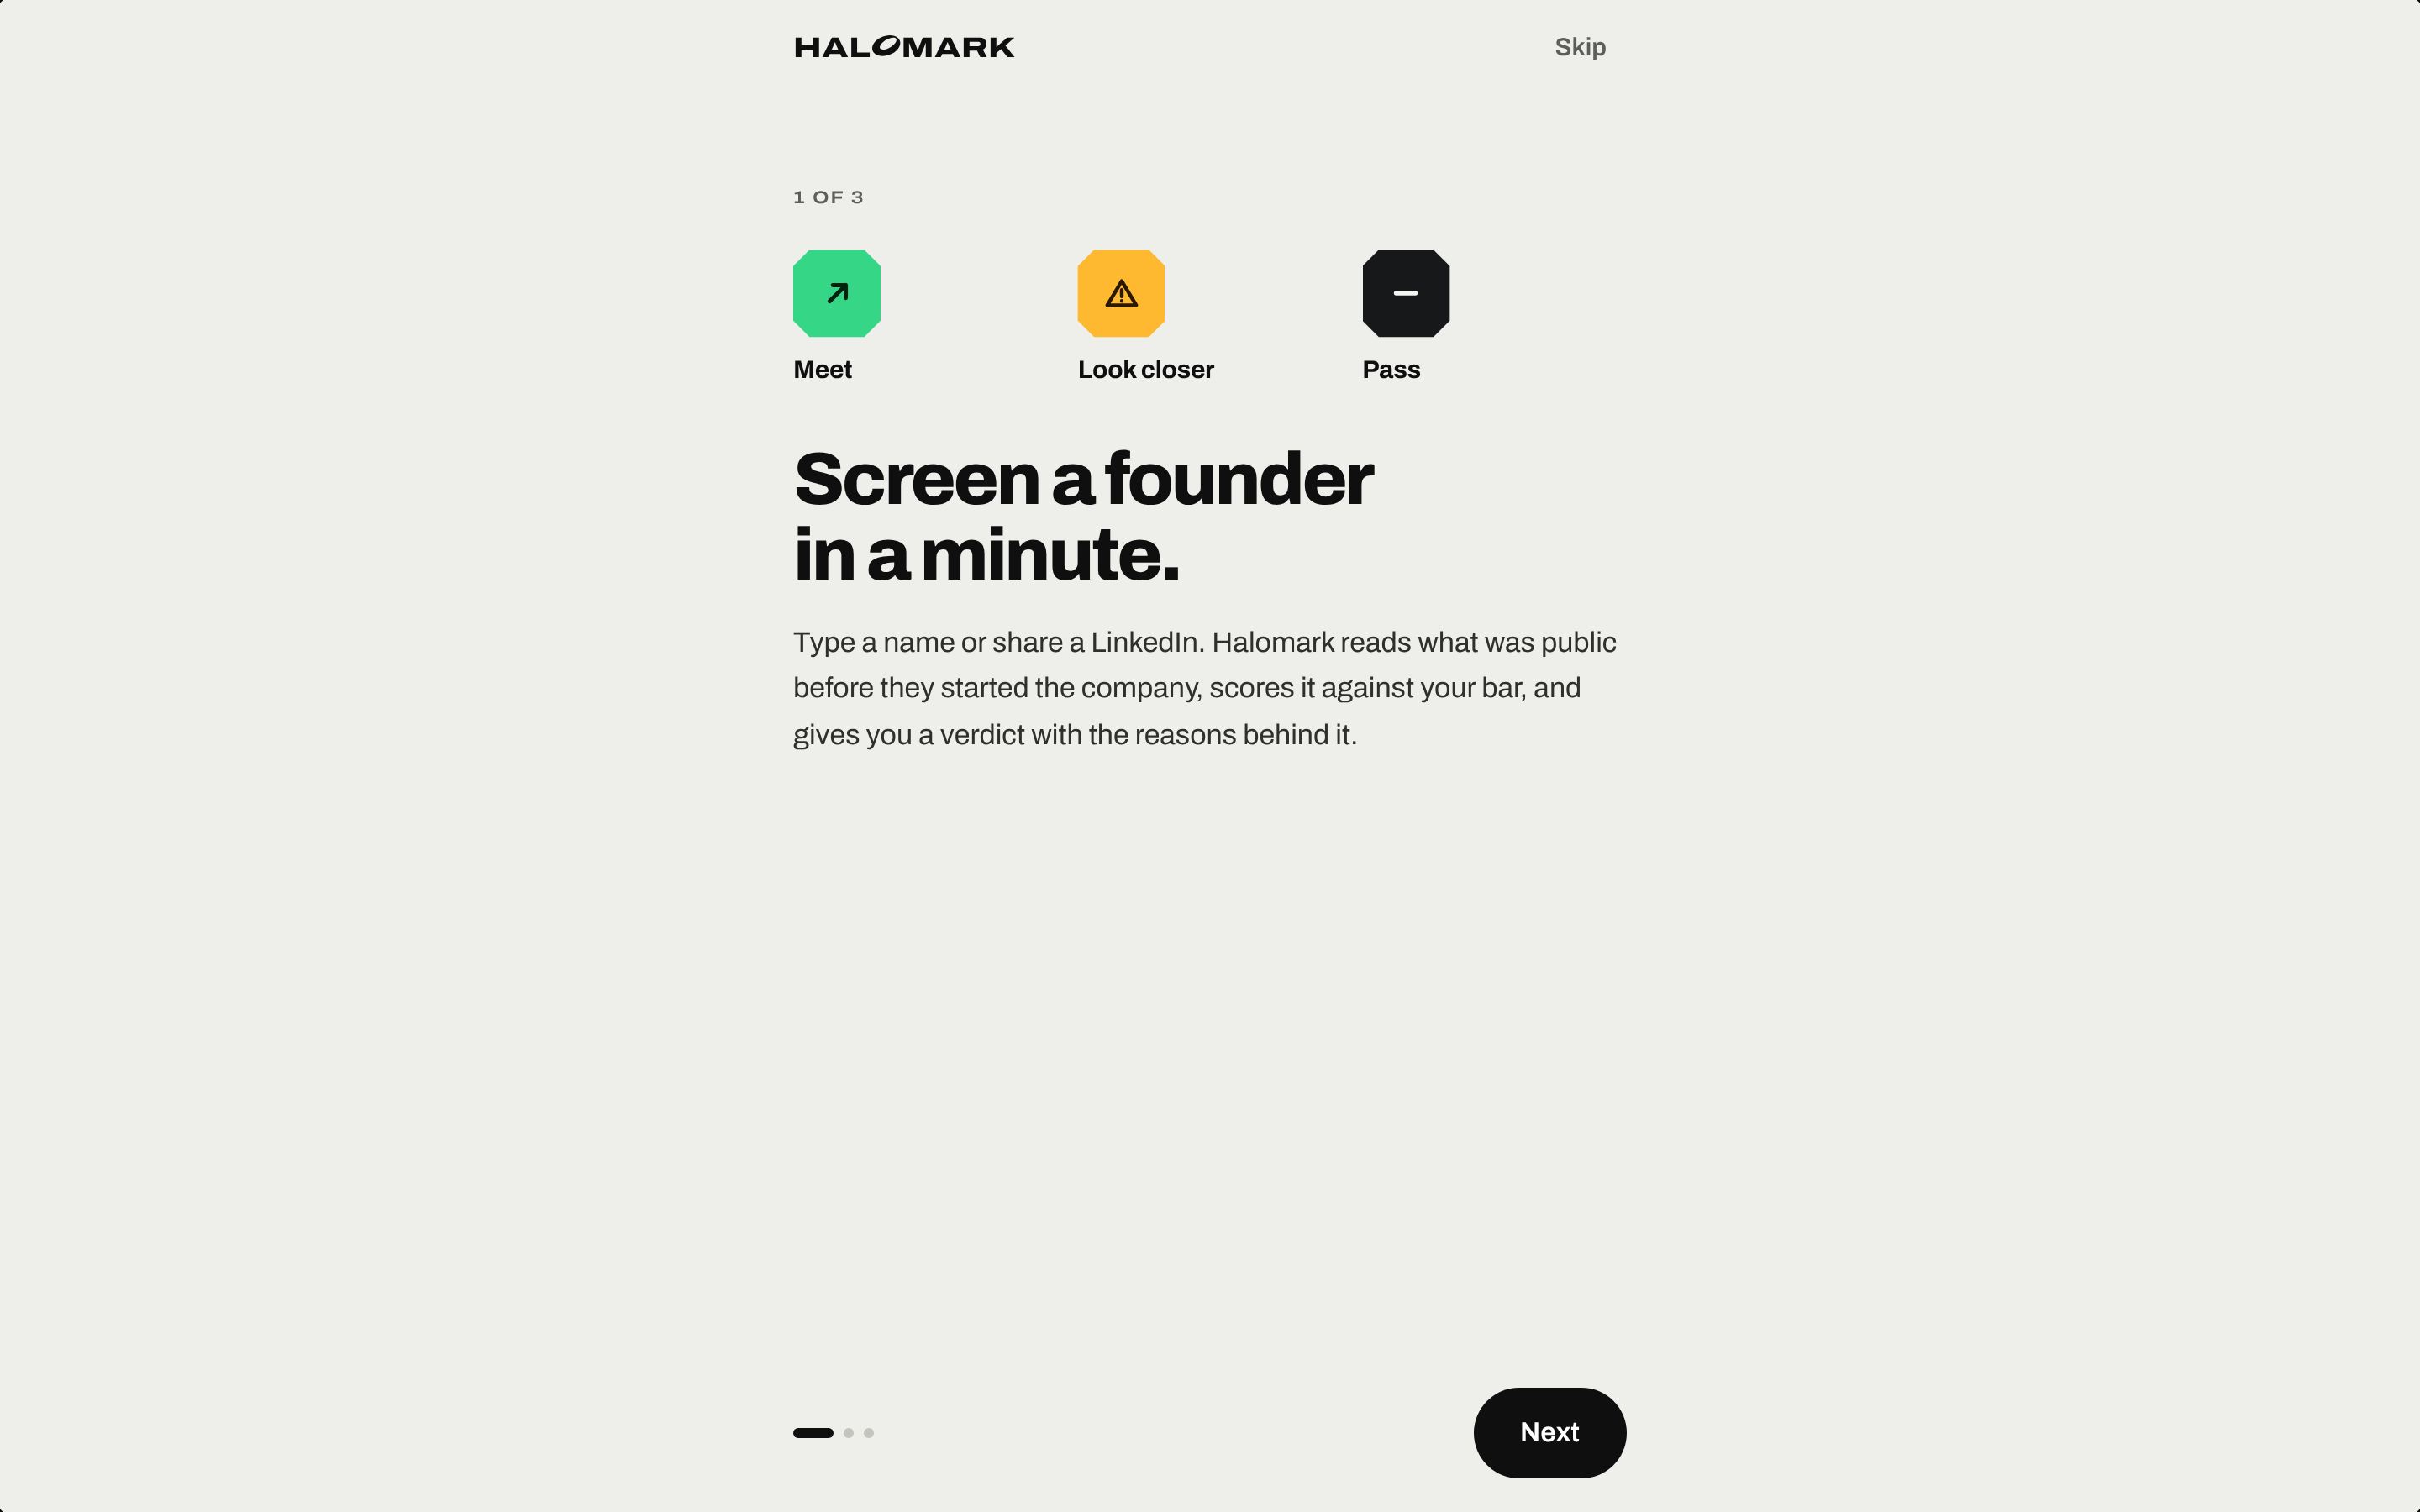 HALOMARK
Skip
1 OF 3
Meet
Look closer
Pass
Screen a founder
in a minute.
Type a name or share a LinkedIn. Halomark reads what was public
before they started the company, scores it against your bar, and
gives you a verdict with the reasons behind it.
Next